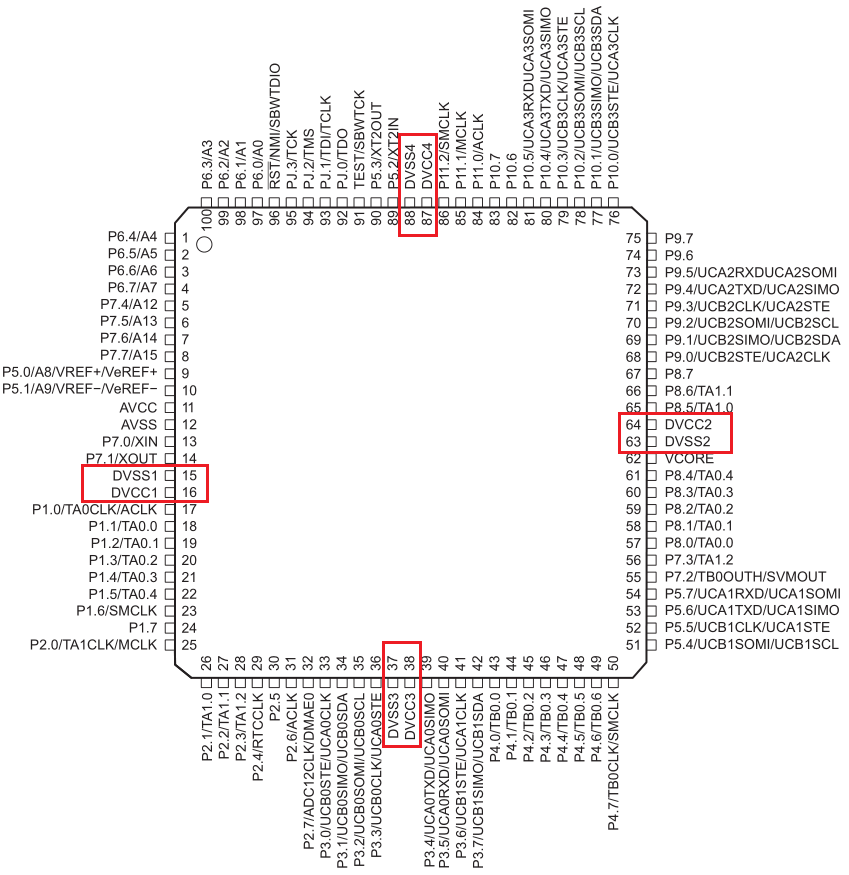 P6.3/A3
P6.2/A2
P6.1/A1
P6.0/A0
RST/NMI/SBWTDIO
PJ.3/TCK
PJ.2/TMS
PJ.1/TDI/TCLK
PJ.0/TDO
TEST/SBWTCK
P5.3/XT2OUT
P5.2/XT2IN
DVSS4
DVCC4
P11.2/SMCLK
P11.1/MCLK
P11.0/ACLK
P10.7
P10.6
P10.5/UCA3RXDUCA3SOMI
P10.4/UCA3TXD/UCA3SIMO
P10.3/UCB3CLK/UCA3STE
P10.2/UCB3SOMI/UCB3SCL
P10.1/UCB3SIMO/UCB3SDA
P10.0/UCB3STE/UCA3CLK
100
99
98
97
96
95
94
93
92
91
90
89
88
87
86
85
84
83
82
81
80
79
78
77
76
P6.4/A4 1
P6.5/A5 2
P6.6/A6 3
P6.7/A7 4
P7.4/A12 5
P7.5/A13 6
P7.6/A14 7
P7.7/A15 8
P5.0/A8/VREF+/VeREF+ 9
P5.1/A9/VREF−/VeREF− 10
AVCC 11
AVSS 12
P7.0/XIN 13
P7.1/XOUT 14
DVSS1 15
DVCC1 16
P1.0/TA0CLK/ACLK 17
P1.1/TA0.0 18
P1.2/TA0.1 19
P1.3/TA0.2 20
P1.4/TA0.3 21
P1.5/TA0.4 22
P1.6/SMCLK 23
P1.7 24
P2.0/TA1CLK/MCLK 25
75 P9.7
74 P9.6
73 P9.5/UCA2RXDUCA2SOMI
72 P9.4/UCA2TXD/UCA2SIMO
71 P9.3/UCB2CLK/UCA2STE
70 P9.2/UCB2SOMI/UCB2SCL
69 P9.1/UCB2SIMO/UCB2SDA
68 P9.0/UCB2STE/UCA2CLK
67 P8.7
66 P8.6/TA1.1
65 P8.5/TA1.0
64 DVCC2
63 DVSS2
62 VCORE
61 P8.4/TA0.4
60 P8.3/TA0.3
59 P8.2/TA0.2
58 P8.1/TA0.1
57 P8.0/TA0.0
56 P7.3/TA1.2
55 P7.2/TB0OUTH/SVMOUT
54 P5.7/UCA1RXD/UCA1SOMI
53 P5.6/UCA1TXD/UCA1SIMO
52 P5.5/UCB1CLK/UCA1STE
51 P5.4/UCB1SOMI/UCB1SCL
26
27
28
29
30
31
32
33
34
35
36
37
38
39
40
41
42
43
44
45
46
47
48
49
50
P2.1/TA1.0
P2.2/TA1.1
P2.3/TA1.2
P2.4/RTCCLK
P2.5
P2.6/ACLK
P2.7/ADC12CLK/DMAE0
P3.0/UCB0STE/UCA0CLK
P3.1/UCB0SIMO/UCB0SDA
P3.2/UCB0SOMI/UCB0SCL
P3.3/UCB0CLK/UCA0STE
DVSS3
DVCC3
P3.4/UCA0TXD/UCA0SIMO
P3.5/UCA0RXD/UCA0SOMI
P3.6/UCB1STE/UCA1CLK
P3.7/UCB1SIMO/UCB1SDA
P4.0/TB0.0
P4.1/TB0.1
P4.2/TB0.2
P4.3/TB0.3
P4.4/TB0.4
P4.5/TB0.5
P4.6/TB0.6
P4.7/TB0CLK/SMCLK